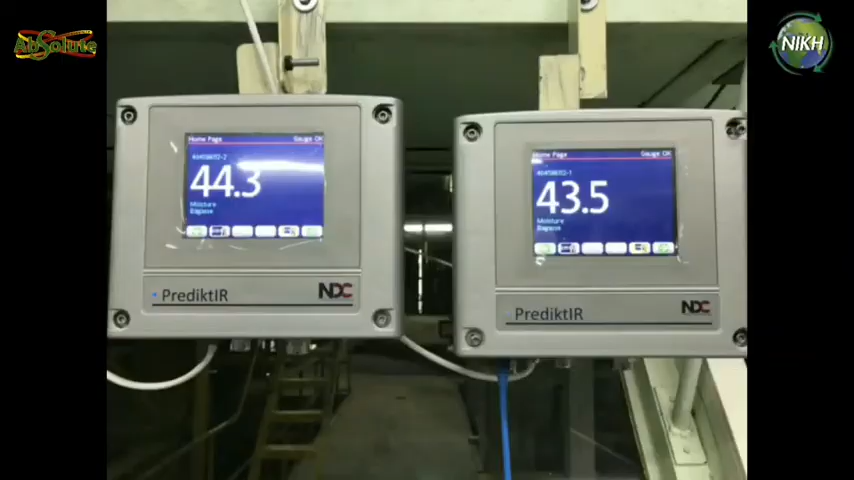 AbSolute
NIKH
Home Page
Gauge OK
44.3
Moisture
Bagasse
PrediktIR
NDC
Home Page
Gauge OK
43.5
Moisture
Bagasse
PrediktIR
NDC